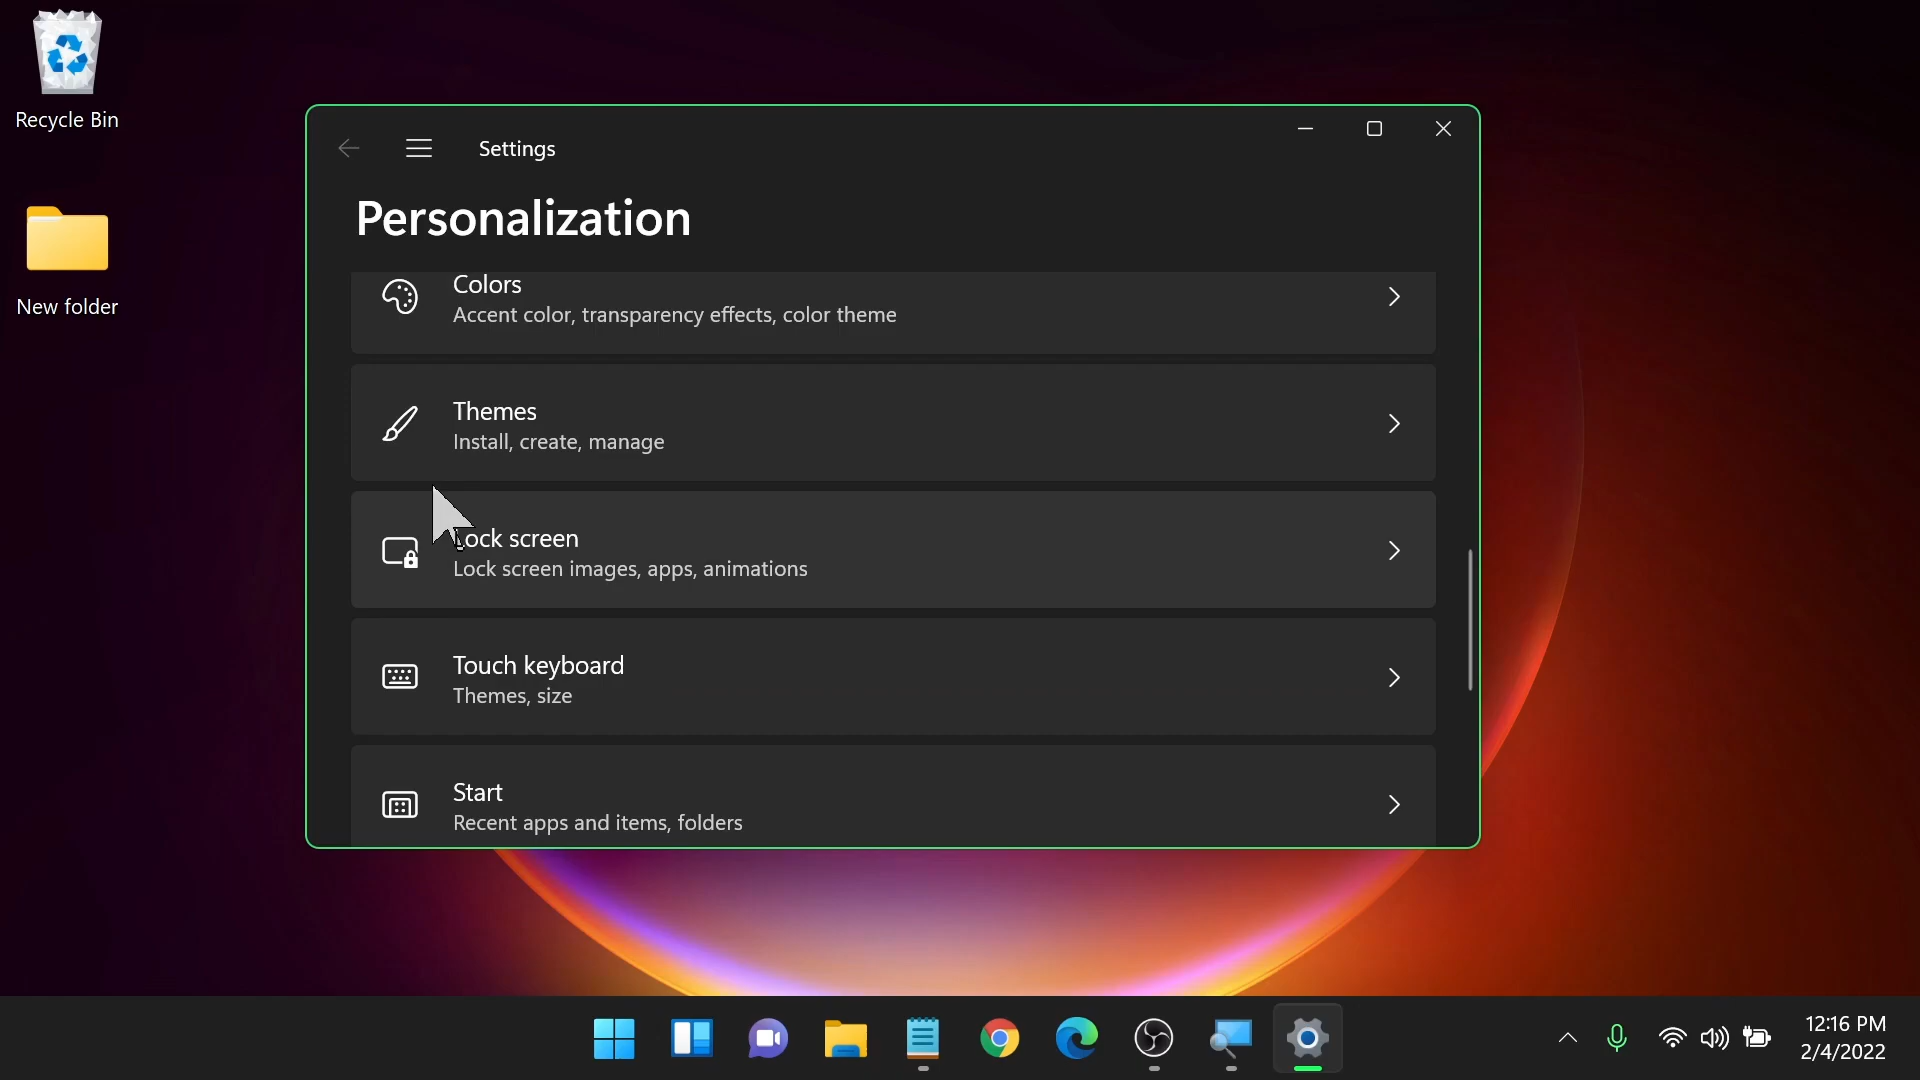 Recycle Bin
New folder
Settings
Personalization
Colors
Accent color, transparency effects, color theme
Themes
Install, create, manage
Lock screen
Lock screen images, apps, animations
Touch keyboard
Themes, size
Start
Recent apps and items, folders
12:16 PM
2/4/2022